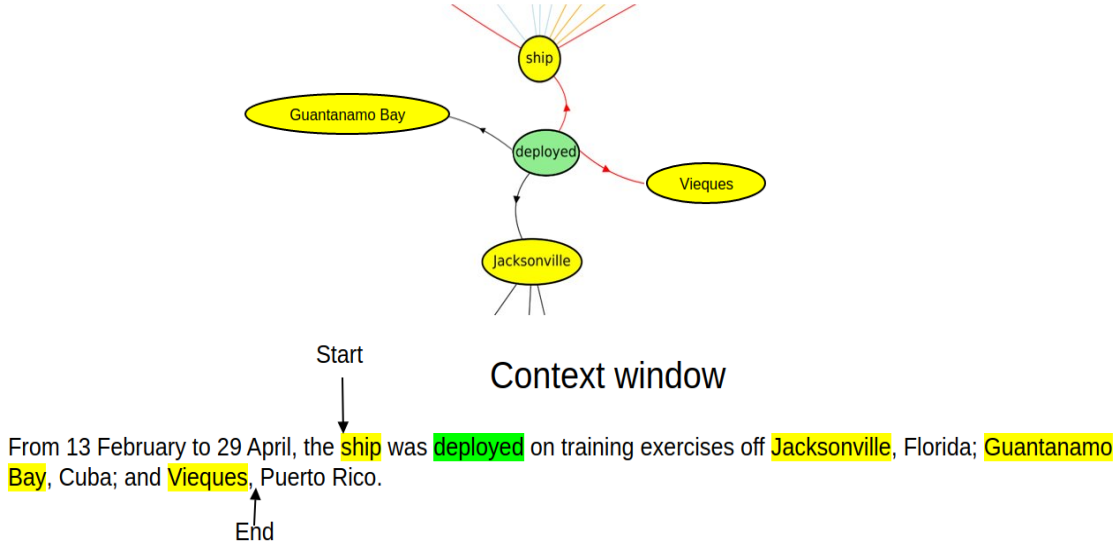 ship
Guantanamo Bay
deployed
Vieques
Jacksonville
Start
Context window
From 13 February to 29 April, the ship was deployed on training exercises off Jacksonville, Florida; Guantanamo
Bay, Cuba; and Vieques, Puerto Rico.
End